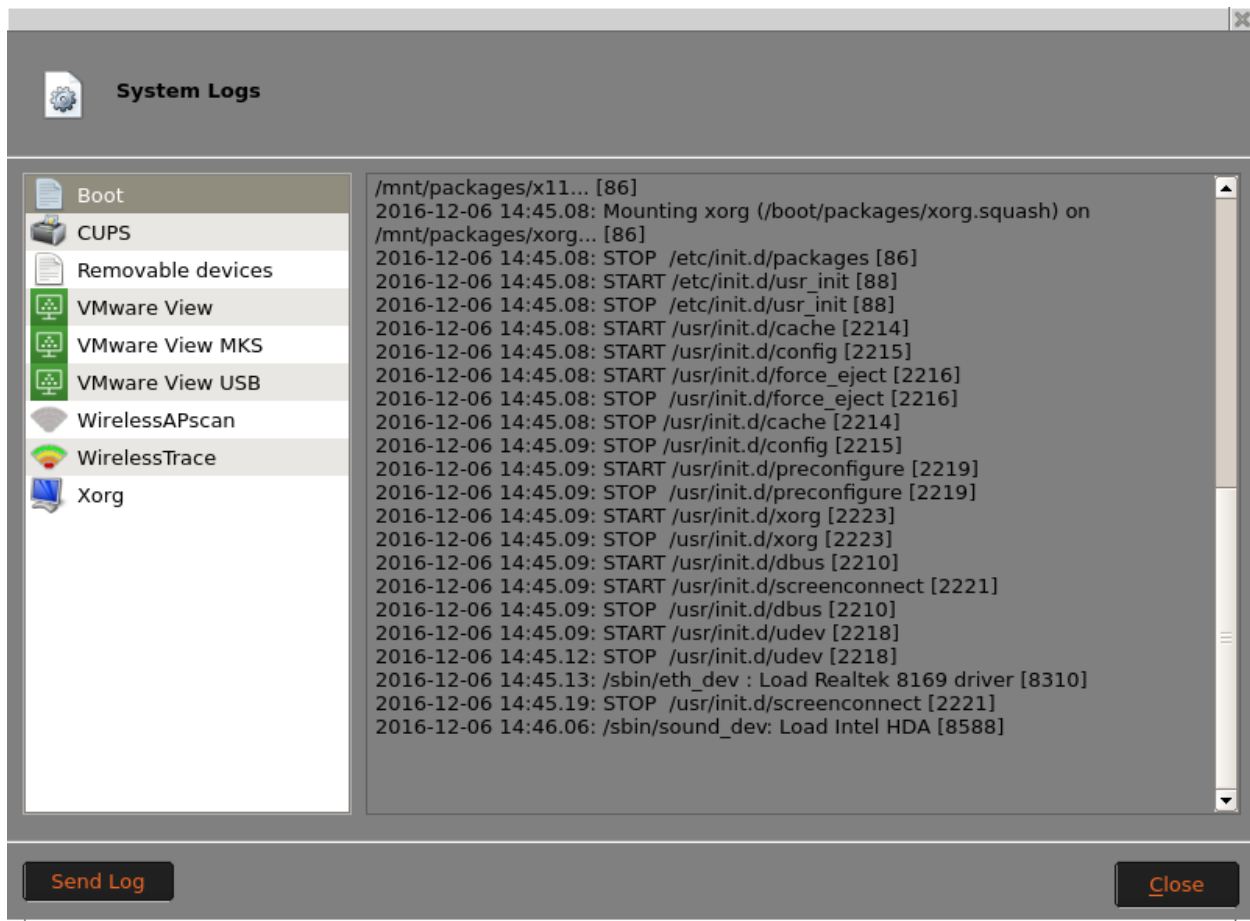 System Logs
Boot
CUPS
Removable devices
VMware View
VMware View MKS
VMware View USB
WirelessAPscan
WirelessTrace
Xorg
/mnt/packages/x11... [86]
2016-12-06 14:45.08: Mounting xorg (/boot/packages/xorg.squash) on
/mnt/packages/xorg... [86]
2016-12-06 14:45.08: STOP  /etc/init.d/packages [86]
2016-12-06 14:45.08: START /etc/init.d/usr_init [88]
2016-12-06 14:45.08: STOP  /etc/init.d/usr_init [88]
2016-12-06 14:45.08: START /usr/init.d/cache [2214]
2016-12-06 14:45.08: START /usr/init.d/config [2215]
2016-12-06 14:45.08: START /usr/init.d/force_eject [2216]
2016-12-06 14:45.08: STOP  /usr/init.d/force_eject [2216]
2016-12-06 14:45.08: STOP /usr/init.d/cache [2214]
2016-12-06 14:45.09: STOP  /usr/init.d/config [2215]
2016-12-06 14:45.09: START /usr/init.d/preconfigure [2219]
2016-12-06 14:45.09: STOP  /usr/init.d/preconfigure [2219]
2016-12-06 14:45.09: START /usr/init.d/xorg [2223]
2016-12-06 14:45.09: STOP  /usr/init.d/xorg [2223]
2016-12-06 14:45.09: START /usr/init.d/dbus [2210]
2016-12-06 14:45.09: START /usr/init.d/screenconnect [2221]
2016-12-06 14:45.09: STOP  /usr/init.d/dbus [2210]
2016-12-06 14:45.09: START /usr/init.d/udev [2218]
2016-12-06 14:45.12: STOP  /usr/init.d/udev [2218]
2016-12-06 14:45.13: /sbin/eth_dev : Load Realtek 8169 driver [8310]
2016-12-06 14:45.19: STOP  /usr/init.d/screenconnect [2221]
2016-12-06 14:46.06: /sbin/sound_dev: Load Intel HDA [8588]
Send Log
Close